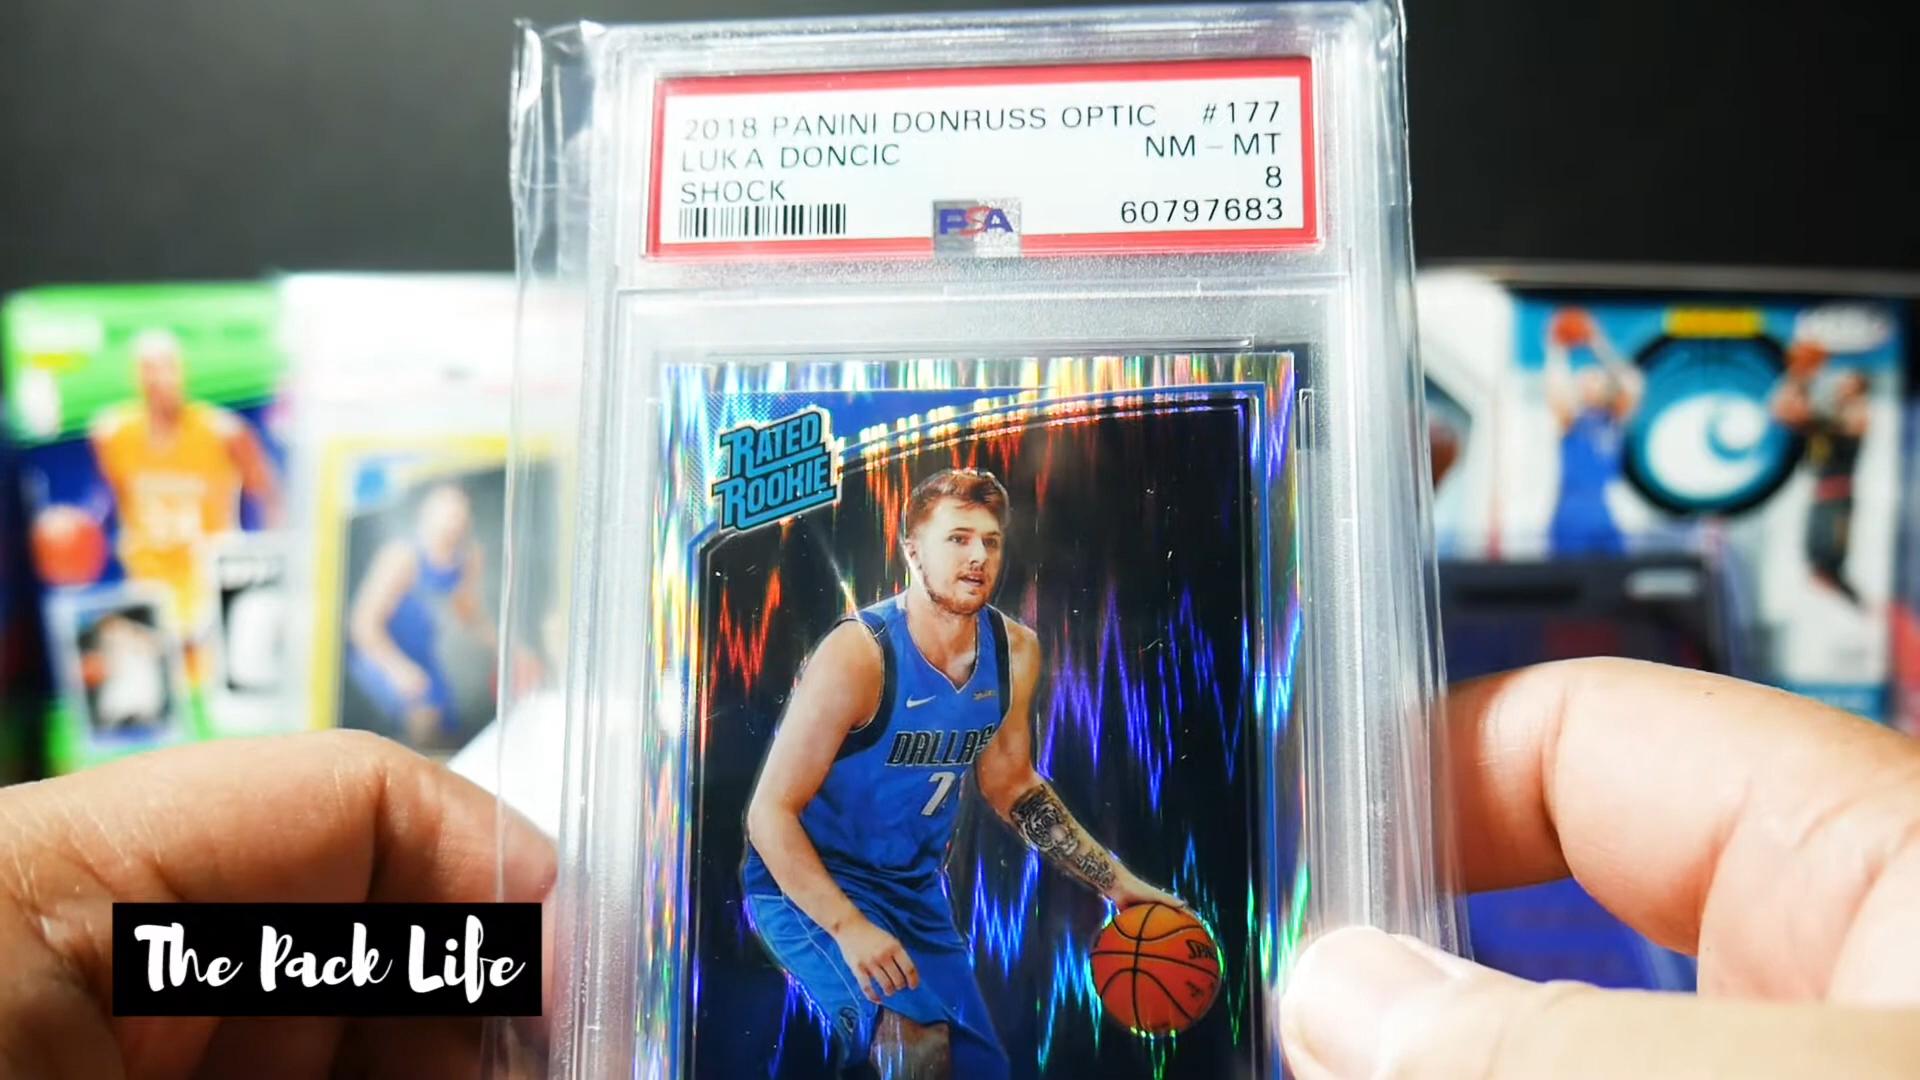 2018 PANINI DONRUSS OPTIC #177
LUKA DONCIC NM - MT
SHOCK 8
PSA 60797683
RATED
ROOKIE
DALLAS
The Pack Life